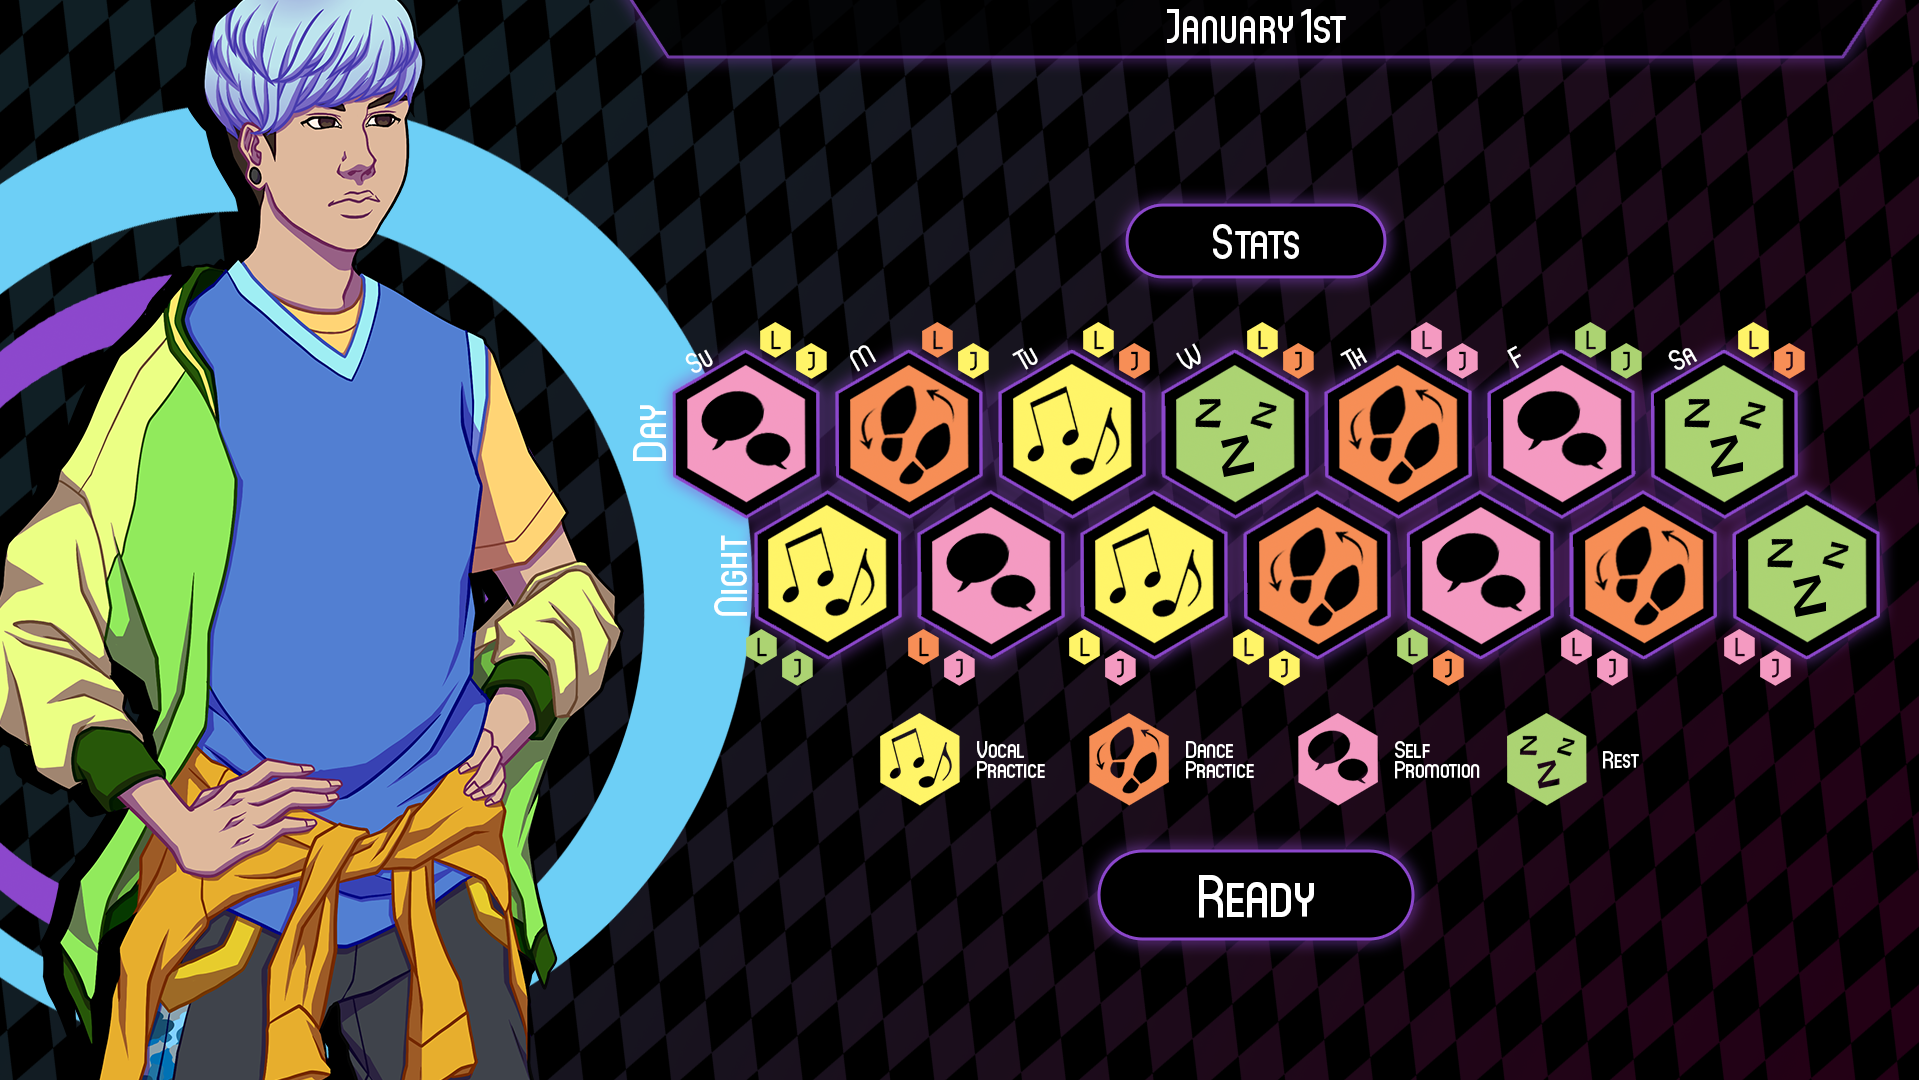 January 1st
Stats
L J L J L J L J L J L J L J
Su M Tu W Th F Sa
Day
Z Z Z Z Z Z
Night
Z Z Z
L J L J L J L J L J L J L J
Vocal
Practice
Dance
Practice
Self
Promotion
Z Z Z
Rest
Ready